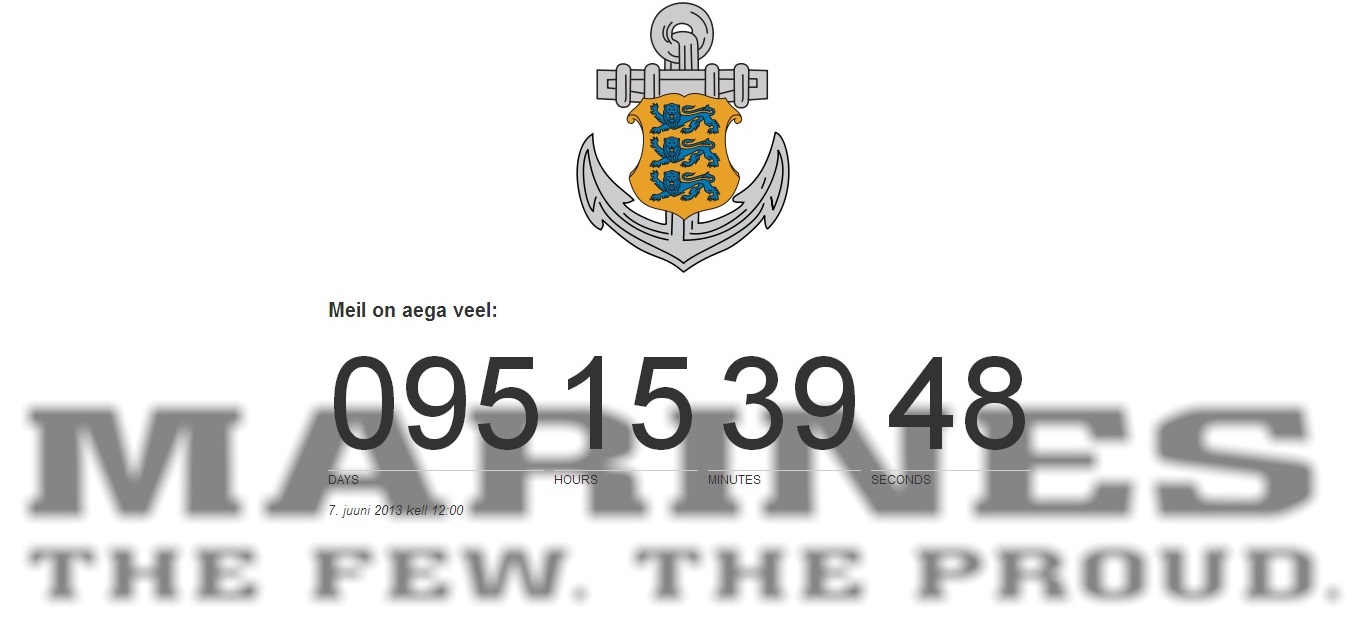 Meil on aega veel:
095 15 39 48
MARINES
DAYS HOURS MINUTES SECONDS
7. juuni 2013 kell 12:00
THE FEW. THE PROUD.